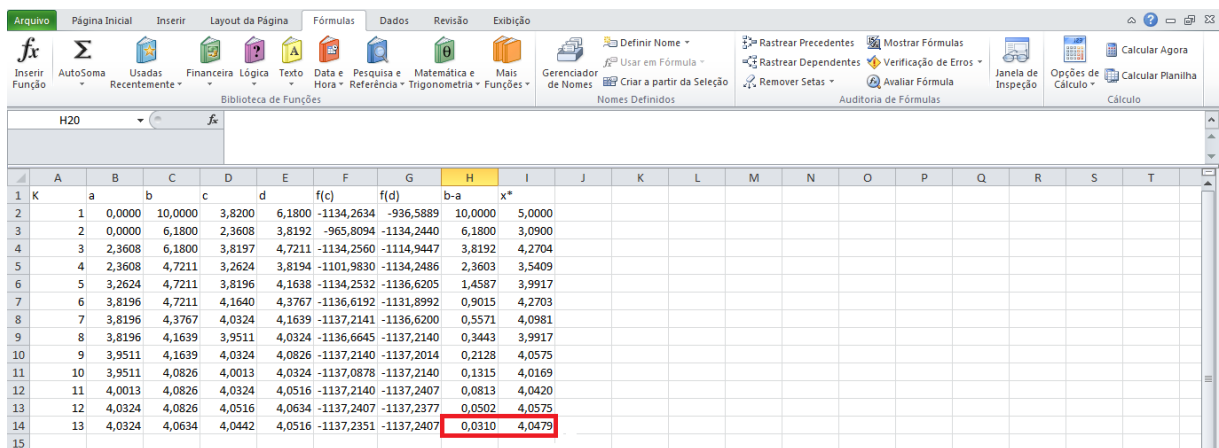 Arquivo Página Inicial Inserir Layout da Página Fórmulas Dados Revisão Exibição
fx Σ ? A θ
Inserir Função AutoSoma Usadas Recentemente Financeira Lógica Texto Data e Hora Pesquisa e Referência Matemática e Trigonometria Mais Funções
Biblioteca de Funções
Gerenciador de Nomes
Definir Nome
Usar em Fórmula
Criar a partir da Seleção
Nomes Definidos
Rastrear Precedentes Mostrar Fórmulas
Rastrear Dependentes Verificação de Erros
Remover Setas Avaliar Fórmula
Auditoria de Fórmulas
Janela de Inspeção
Opções de Cálculo
Calcular Agora
Calcular Planilha
Cálculo
H20 fx
A B C D E F G H I J K L M N O P Q R S T
1 K a b c d f(c) f(d) b-a x*
2 1 0,0000 10,0000 3,8200 6,1800 -1134,2634 -936,5889 10,0000 5,0000
3 2 0,0000 6,1800 2,3608 3,8192 -965,8094 -1134,2440 6,1800 3,0900
4 3 2,3608 6,1800 3,8197 4,7211 -1134,2560 -1114,9447 3,8192 4,2704
5 4 2,3608 4,7211 3,2624 3,8194 -1101,9830 -1134,2486 2,3603 3,5409
6 5 3,2624 4,7211 3,8196 4,1638 -1134,2532 -1136,6205 1,4587 3,9917
7 6 3,8196 4,7211 4,1640 4,3767 -1136,6192 -1131,8992 0,9015 4,2703
8 7 3,8196 4,3767 4,0324 4,1639 -1137,2141 -1136,6200 0,5571 4,0981
9 8 3,8196 4,1639 3,9511 4,0324 -1136,6645 -1137,2140 0,3443 3,9917
10 9 3,9511 4,1639 4,0324 4,0826 -1137,2140 -1137,2014 0,2128 4,0575
11 10 3,9511 4,0826 4,0013 4,0324 -1137,0878 -1137,2140 0,1315 4,0169
12 11 4,0013 4,0826 4,0324 4,0516 -1137,2140 -1137,2407 0,0813 4,0420
13 12 4,0324 4,0826 4,0516 4,0634 -1137,2407 -1137,2377 0,0502 4,0575
14 13 4,0324 4,0634 4,0442 4,0516 -1137,2351 -1137,2407 0,0310 4,0479
15